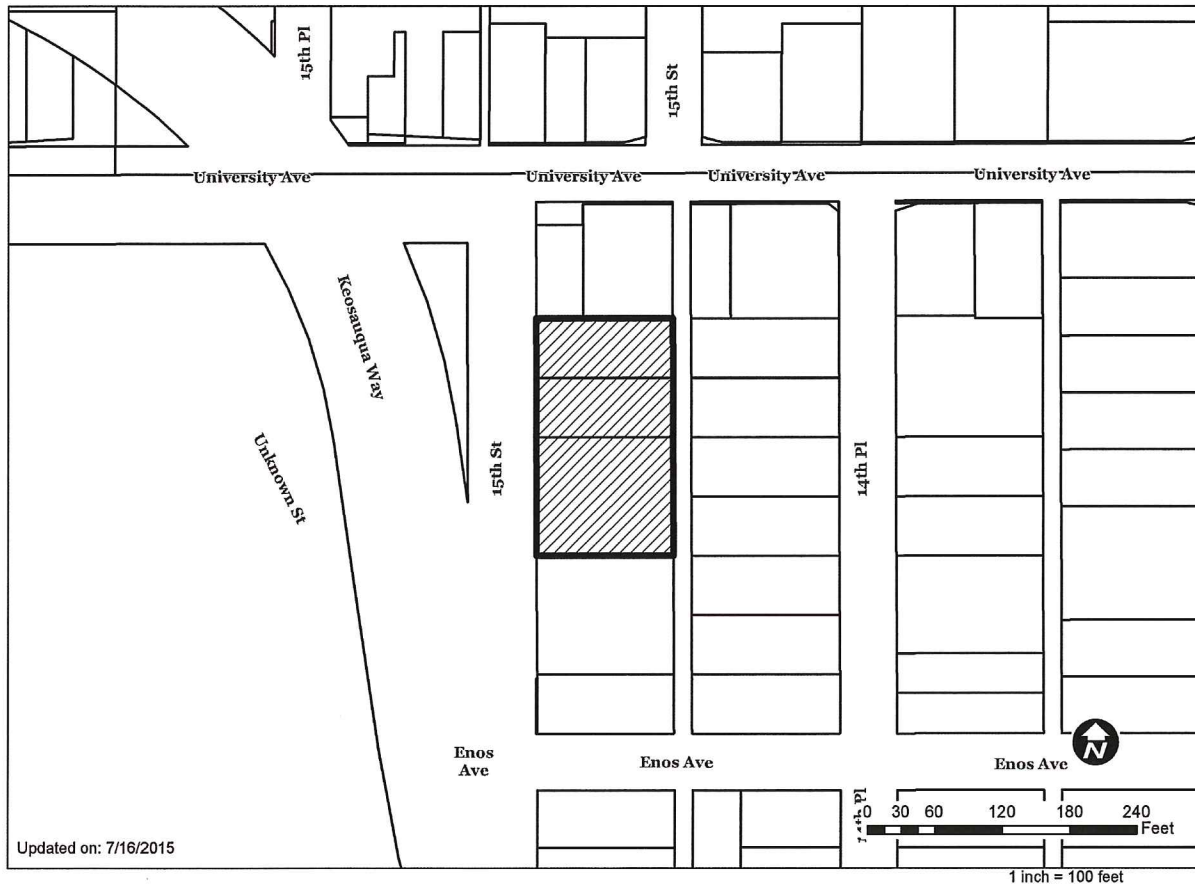 15th Pl
15th St
University Ave
University Ave
University Ave
University Ave
Keosauqua Way
Unknown St
15th St
14th Pl
Enos
Ave
Enos Ave
Enos Ave
N
14th Pl
0 30 60 120 180 240
Feet
Updated on: 7/16/2015
1 inch = 100 feet